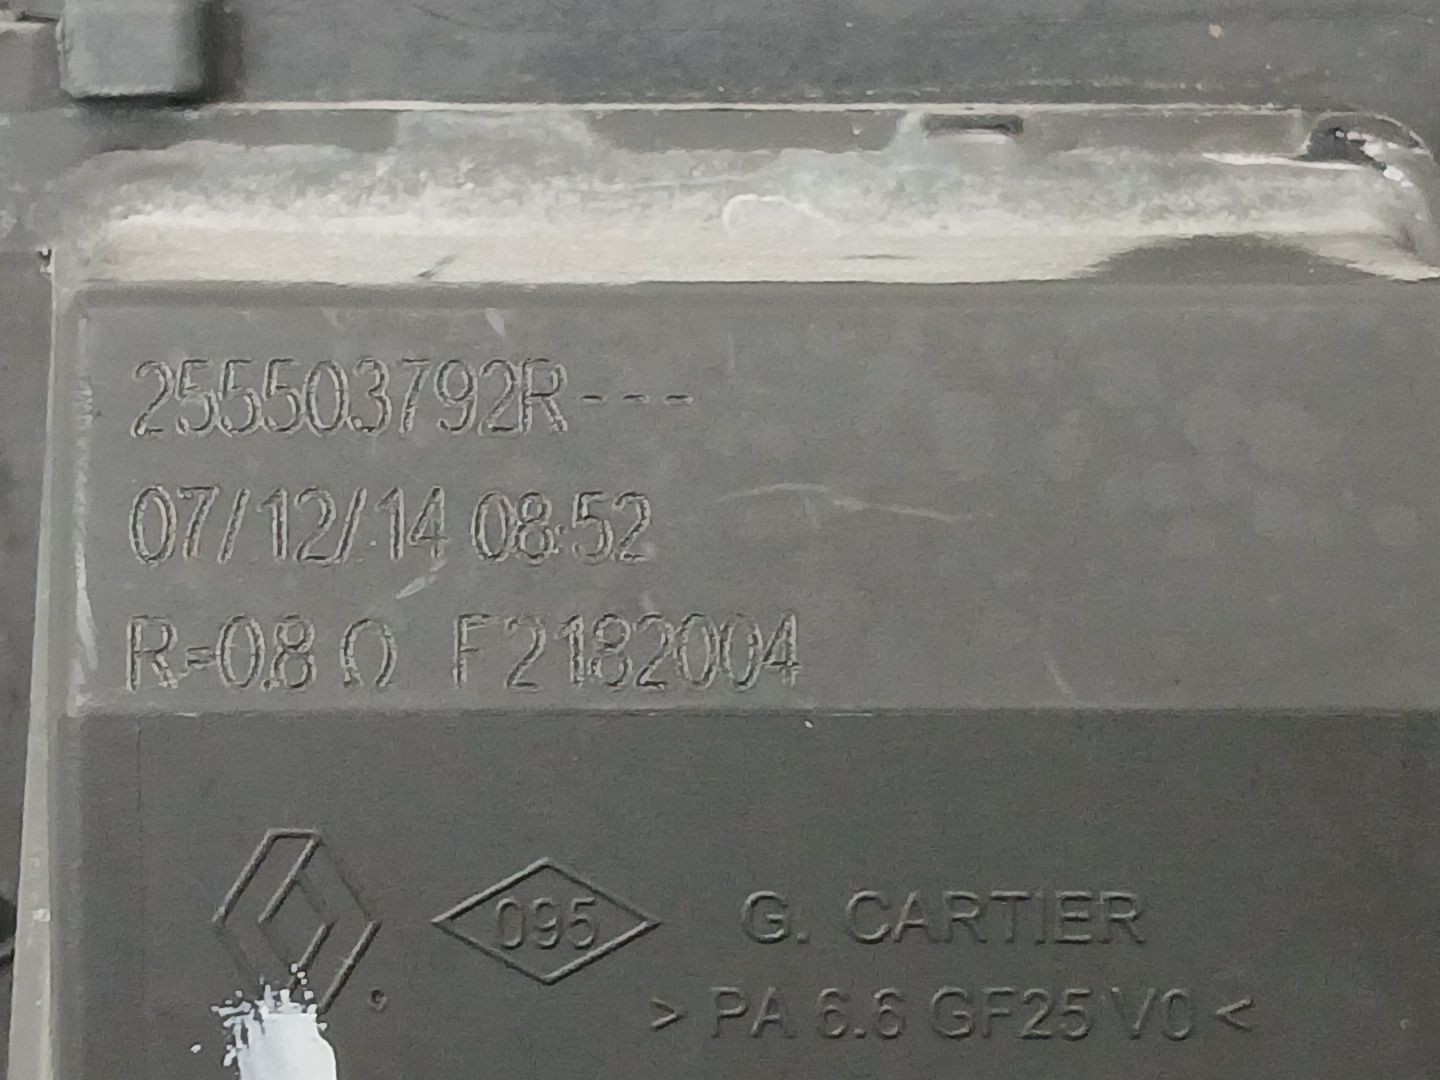 255503792R---
07/12/14 08:52
R=0.8 Ω F2182004
095 G. CARTIER
>PA 6.6 GF25 V0<